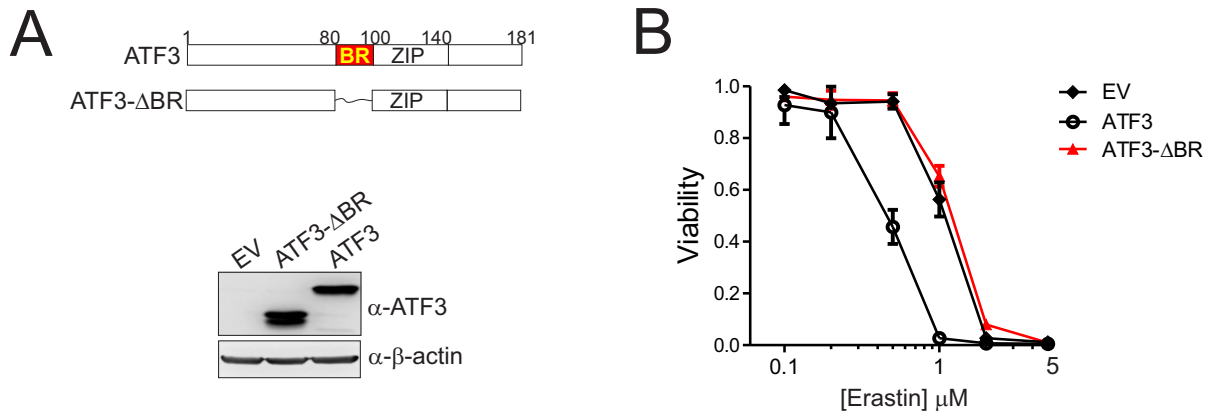 A
1 80 100 140 181
ATF3 BR ZIP
ATF3-ΔBR ZIP
EV ATF3-ΔBR ATF3
α-ATF3
α-β-actin
B
EV
ATF3
ATF3-ΔBR
Viability
1.0
0.8
0.6
0.4
0.2
0.0
0.1 1 5
[Erastin] μM